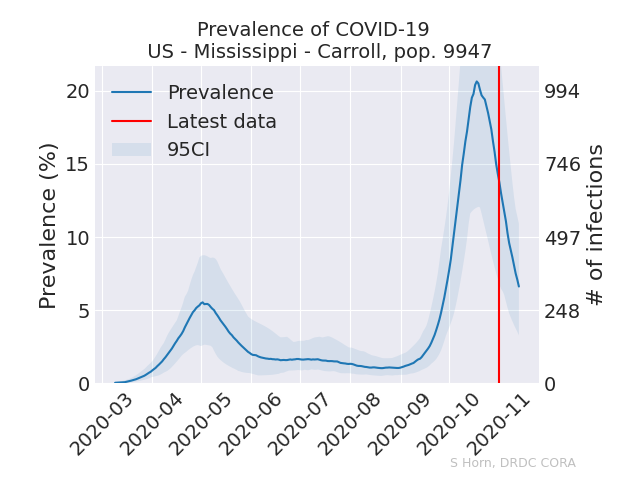 Prevalence of COVID-19
US - Mississippi - Carroll, pop. 9947
Prevalence
Latest data
95CI
Prevalence (%)
20
15
10
5
0
994
746
497
248
0
# of infections
2020-03
2020-04
2020-05
2020-06
2020-07
2020-08
2020-09
2020-10
2020-11
S Horn, DRDC CORA